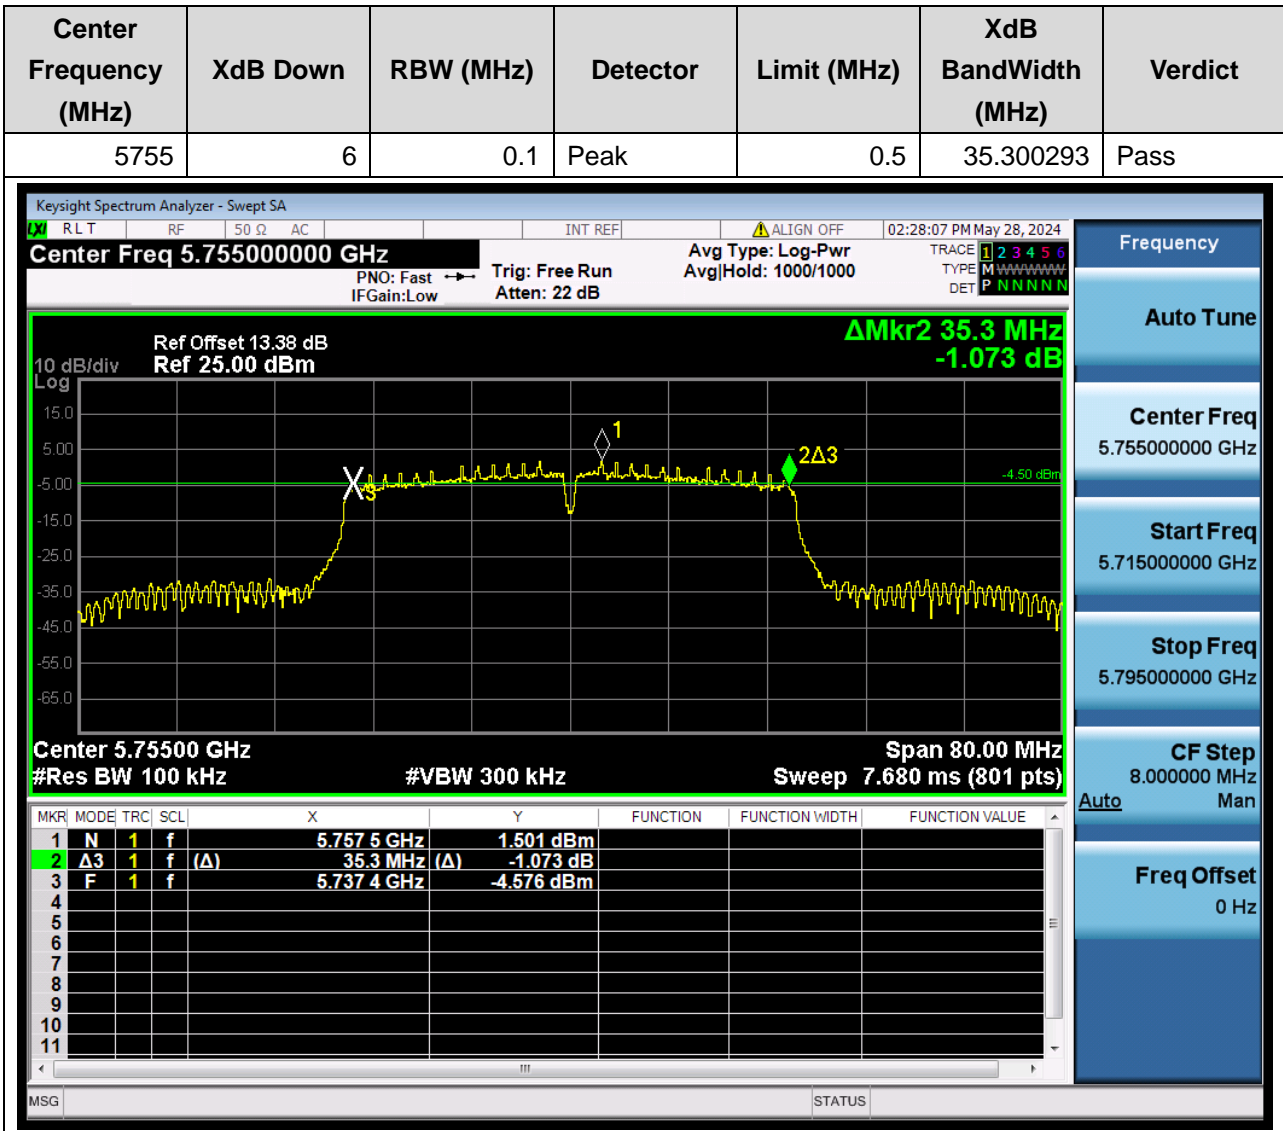 Center Frequency (MHz) XdB Down RBW (MHz) Detector Limit (MHz) XdB BandWidth (MHz) Verdict
5755 6 0.1 Peak 0.5 35.300293 Pass
Keysight Spectrum Analyzer - Swept SA
LXI R L T RF 50 Ω AC INT REF ALIGN OFF 02:28:07 PM May 28, 2024
Center Freq 5.755000000 GHz
PNO: Fast
IFGain:Low
Trig: Free Run
Atten: 22 dB
Avg Type: Log-Pwr
Avg|Hold: 1000/1000
TRACE 1 2 3 4 5 6
TYPE M WWWWW
DET P N N N N N
ΔMkr2 35.3 MHz
-1.073 dB
Ref Offset 13.38 dB
10 dB/div Ref 25.00 dBm
Log
15.0
5.00
-5.00
-15.0
-25.0
-35.0
-45.0
-55.0
-65.0
1
2Δ3
3
-4.50 dBm
Center 5.75500 GHz Span 80.00 MHz
#Res BW 100 kHz #VBW 300 kHz Sweep 7.680 ms (801 pts)
MKR MODE TRC SCL X Y FUNCTION FUNCTION WIDTH FUNCTION VALUE
1 N 1 f 5.757 5 GHz 1.501 dBm
2 Δ3 1 f (Δ) 35.3 MHz (Δ) -1.073 dB
3 F 1 f 5.737 4 GHz -4.576 dBm
4
5
6
7
8
9
10
11
MSG STATUS
Frequency
Auto Tune
Center Freq
5.755000000 GHz
Start Freq
5.715000000 GHz
Stop Freq
5.795000000 GHz
CF Step
8.000000 MHz
Auto Man
Freq Offset
0 Hz